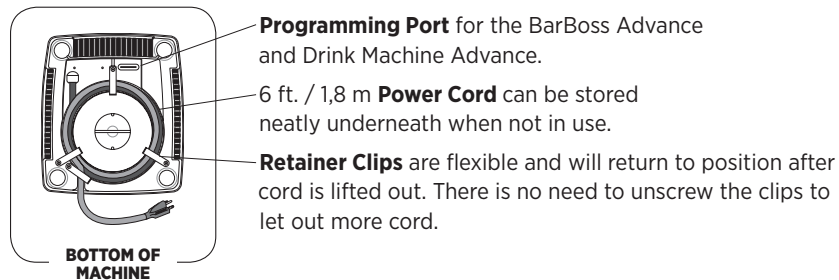 Programming Port for the BarBoss Advance
and Drink Machine Advance.
6 ft. / 1,8 m Power Cord can be stored
neatly underneath when not in use.
Retainer Clips are flexible and will return to position after
cord is lifted out. There is no need to unscrew the clips to
let out more cord.
BOTTOM OF
MACHINE